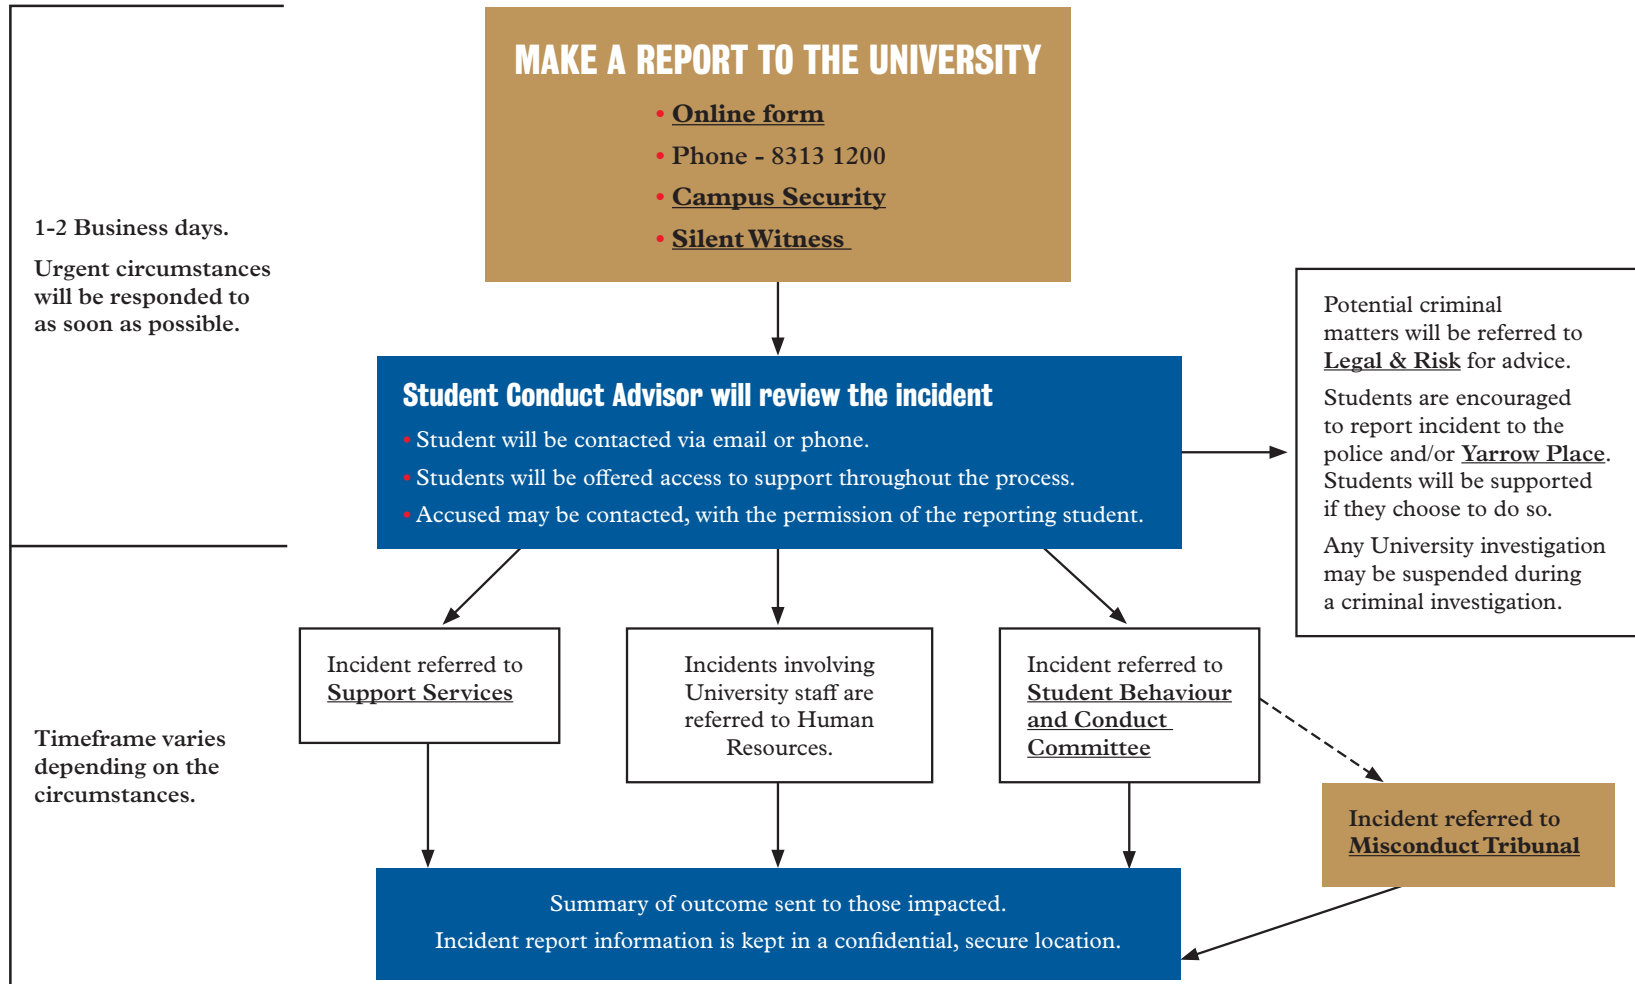 MAKE A REPORT TO THE UNIVERSITY
• Online form
• Phone - 8313 1200
• Campus Security
• Silent Witness
1-2 Business days.
Urgent circumstances
will be responded to
as soon as possible.
Student Conduct Advisor will review the incident
• Student will be contacted via email or phone.
• Students will be offered access to support throughout the process.
• Accused may be contacted, with the permission of the reporting student.
Potential criminal
matters will be referred to
Legal & Risk for advice.
Students are encouraged
to report incident to the
police and/or Yarrow Place.
Students will be supported
if they choose to do so.
Any University investigation
may be suspended during
a criminal investigation.
Timeframe varies
depending on the
circumstances.
Incident referred to
Support Services
Incidents involving
University staff are
referred to Human
Resources.
Incident referred to
Student Behaviour
and Conduct
Committee
Incident referred to
Misconduct Tribunal
Summary of outcome sent to those impacted.
Incident report information is kept in a confidential, secure location.